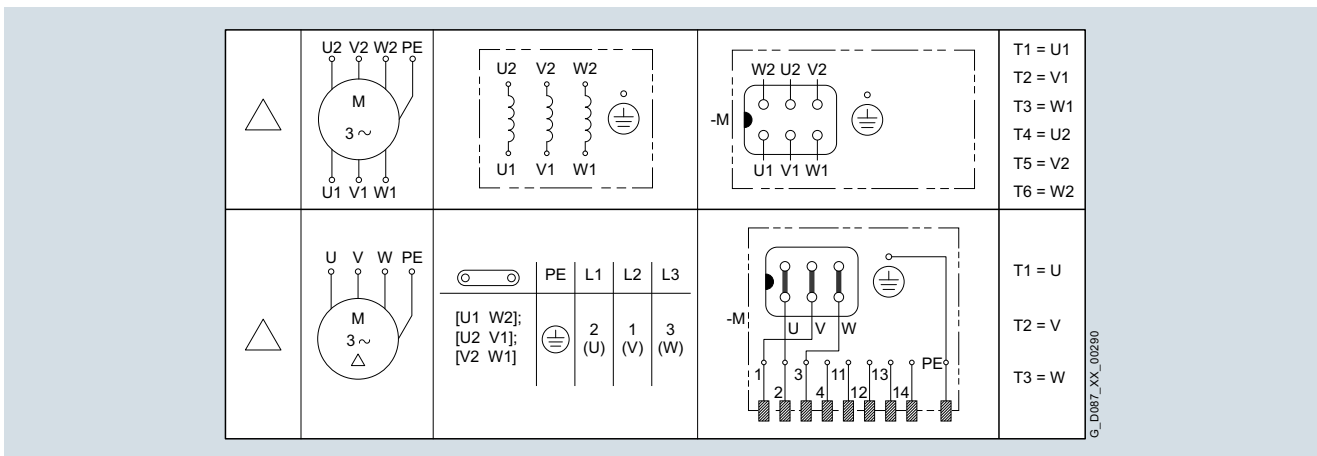 U2 V2 W2 PE
M
3 ~
U1 V1 W1
U2 V2 W2
U1 V1 W1
W2 U2 V2
-M
U1 V1 W1
T1 = U1
T2 = V1
T3 = W1
T4 = U2
T5 = V2
T6 = W2
U V W PE
M
3 ~
PE L1 L2 L3
[U1 W2];
[U2 V1];
[V2 W1]
2 1 3
(U) (V) (W)
-M
U V W
PE
1 3 11 13
2 4 12 14
T1 = U
T2 = V
T3 = W
G_D087_XX_00290